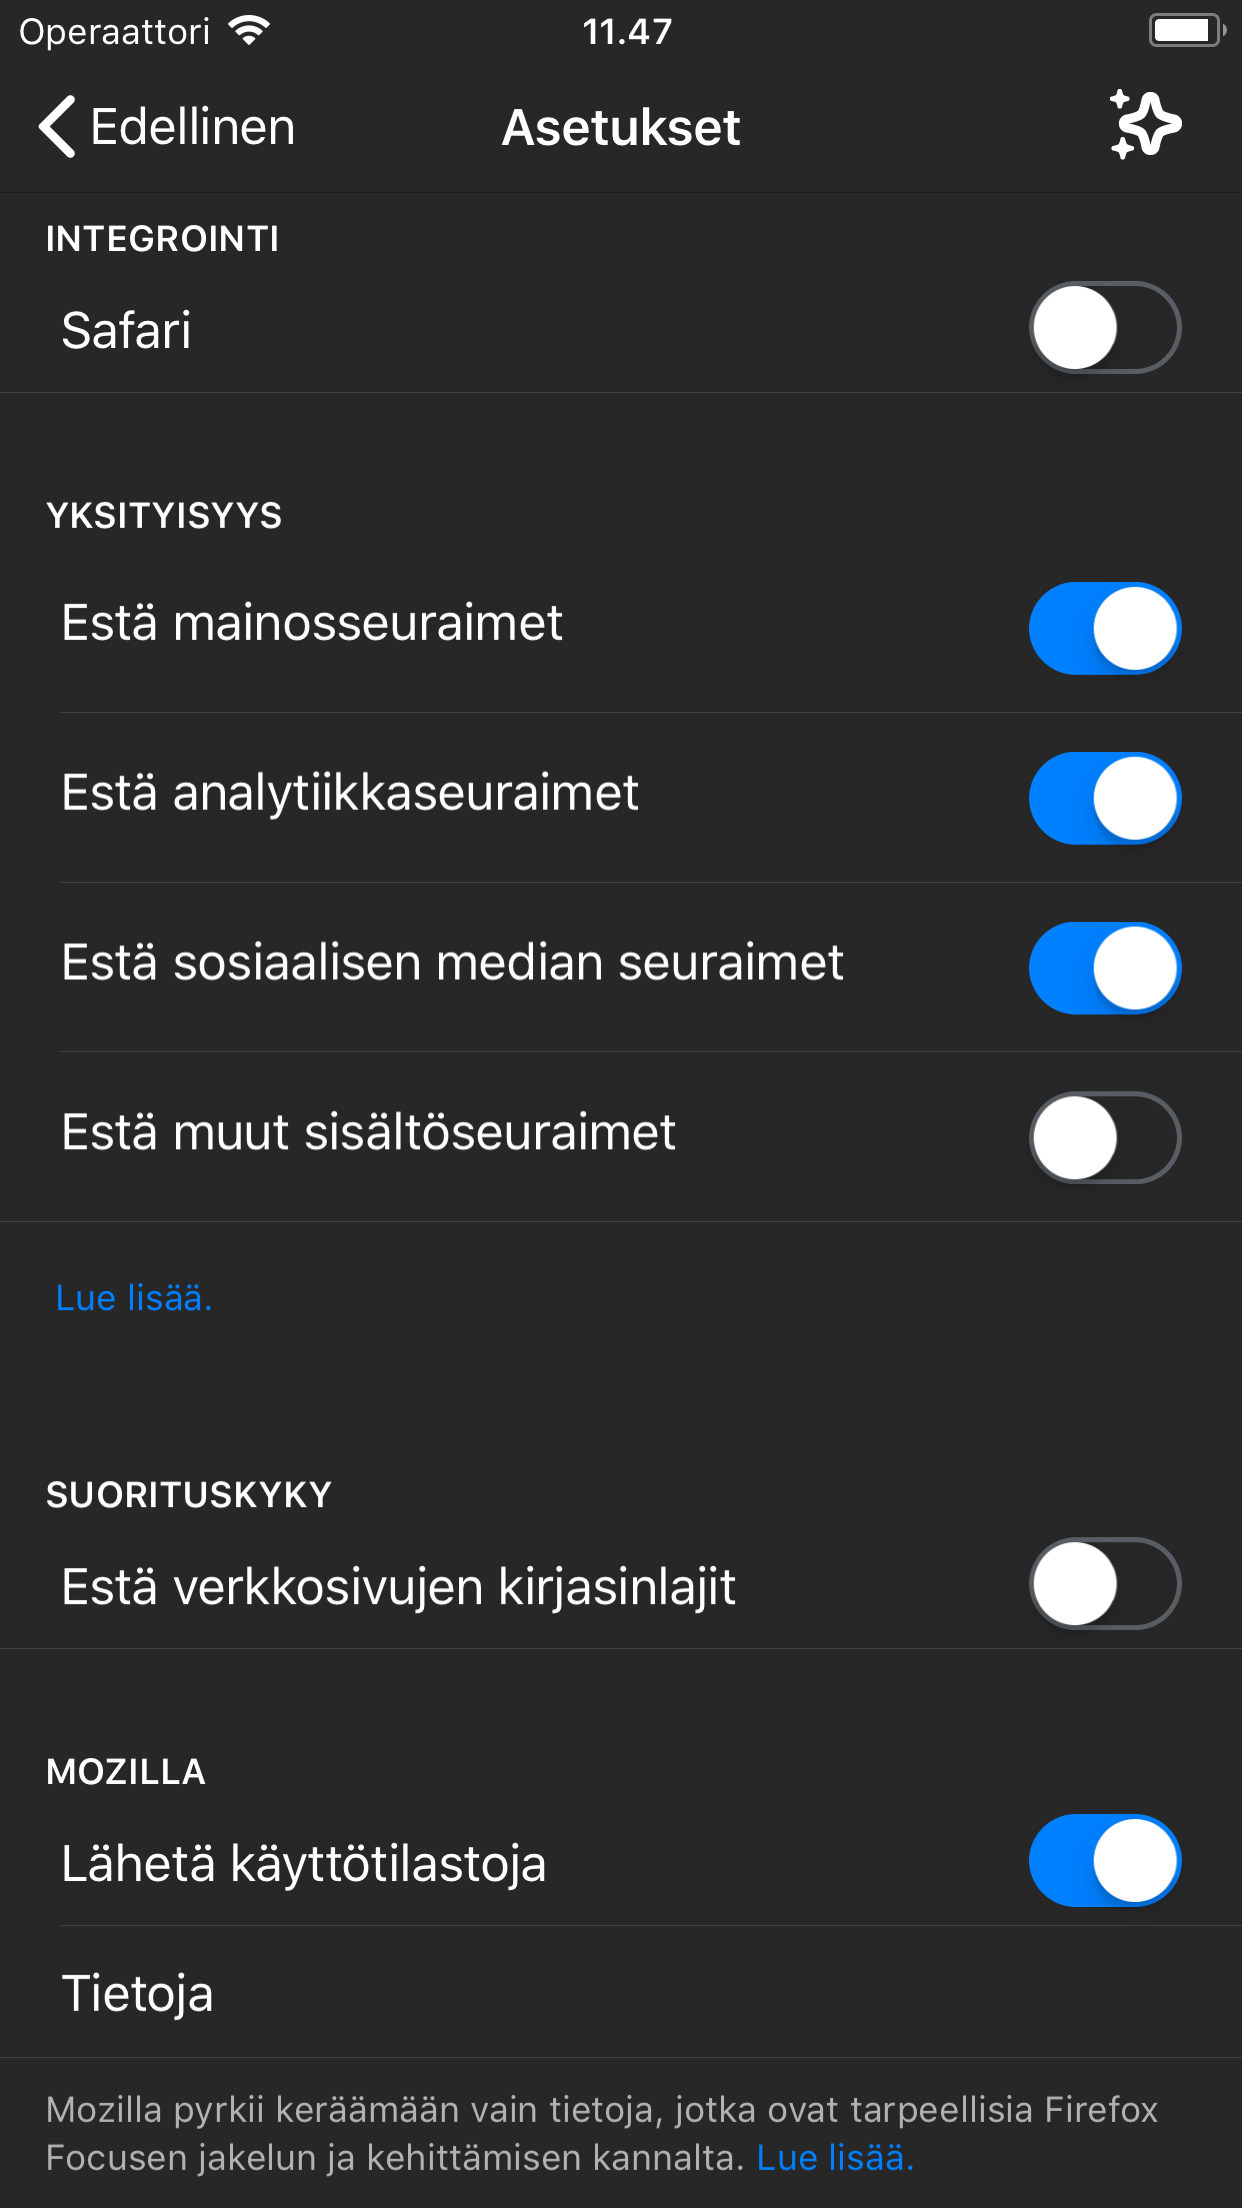 Operaattori
11.47
Edellinen
Asetukset
INTEGROINTI
Safari
YKSITYISYYS
Estä mainosseuraimet
Estä analytiikkaseuraimet
Estä sosiaalisen median seuraimet
Estä muut sisältöseuraimet
Lue lisää.
SUORITUSKYKY
Estä verkkosivujen kirjasinlajit
MOZILLA
Lähetä käyttötilastoja
Tietoja
Mozilla pyrkii keräämään vain tietoja, jotka ovat tarpeellisia Firefox
Focusen jakelun ja kehittämisen kannalta. Lue lisää.